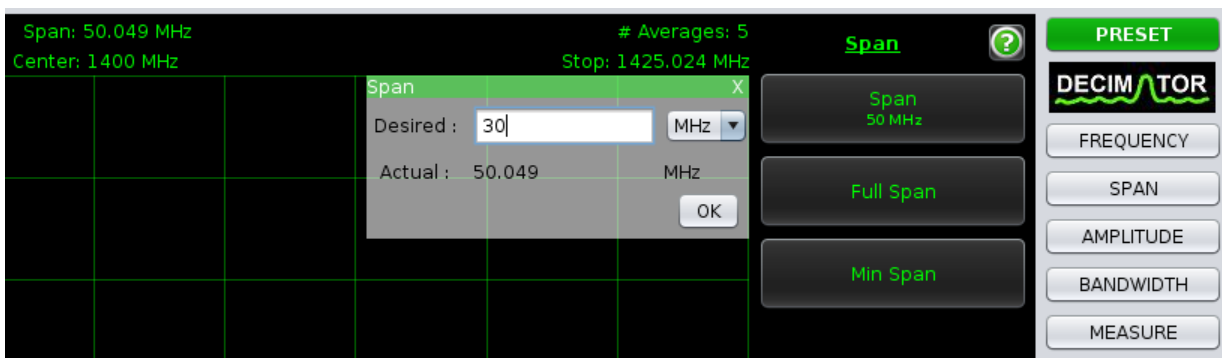 Span: 50.049 MHz
# Averages: 5
Center: 1400 MHz
Stop: 1425.024 MHz
Span X
Desired : 30 MHz
Actual : 50.049 MHz
OK
Span ?
Span
50 MHz
Full Span
Min Span
PRESET
DECIMATOR
FREQUENCY
SPAN
AMPLITUDE
BANDWIDTH
MEASURE